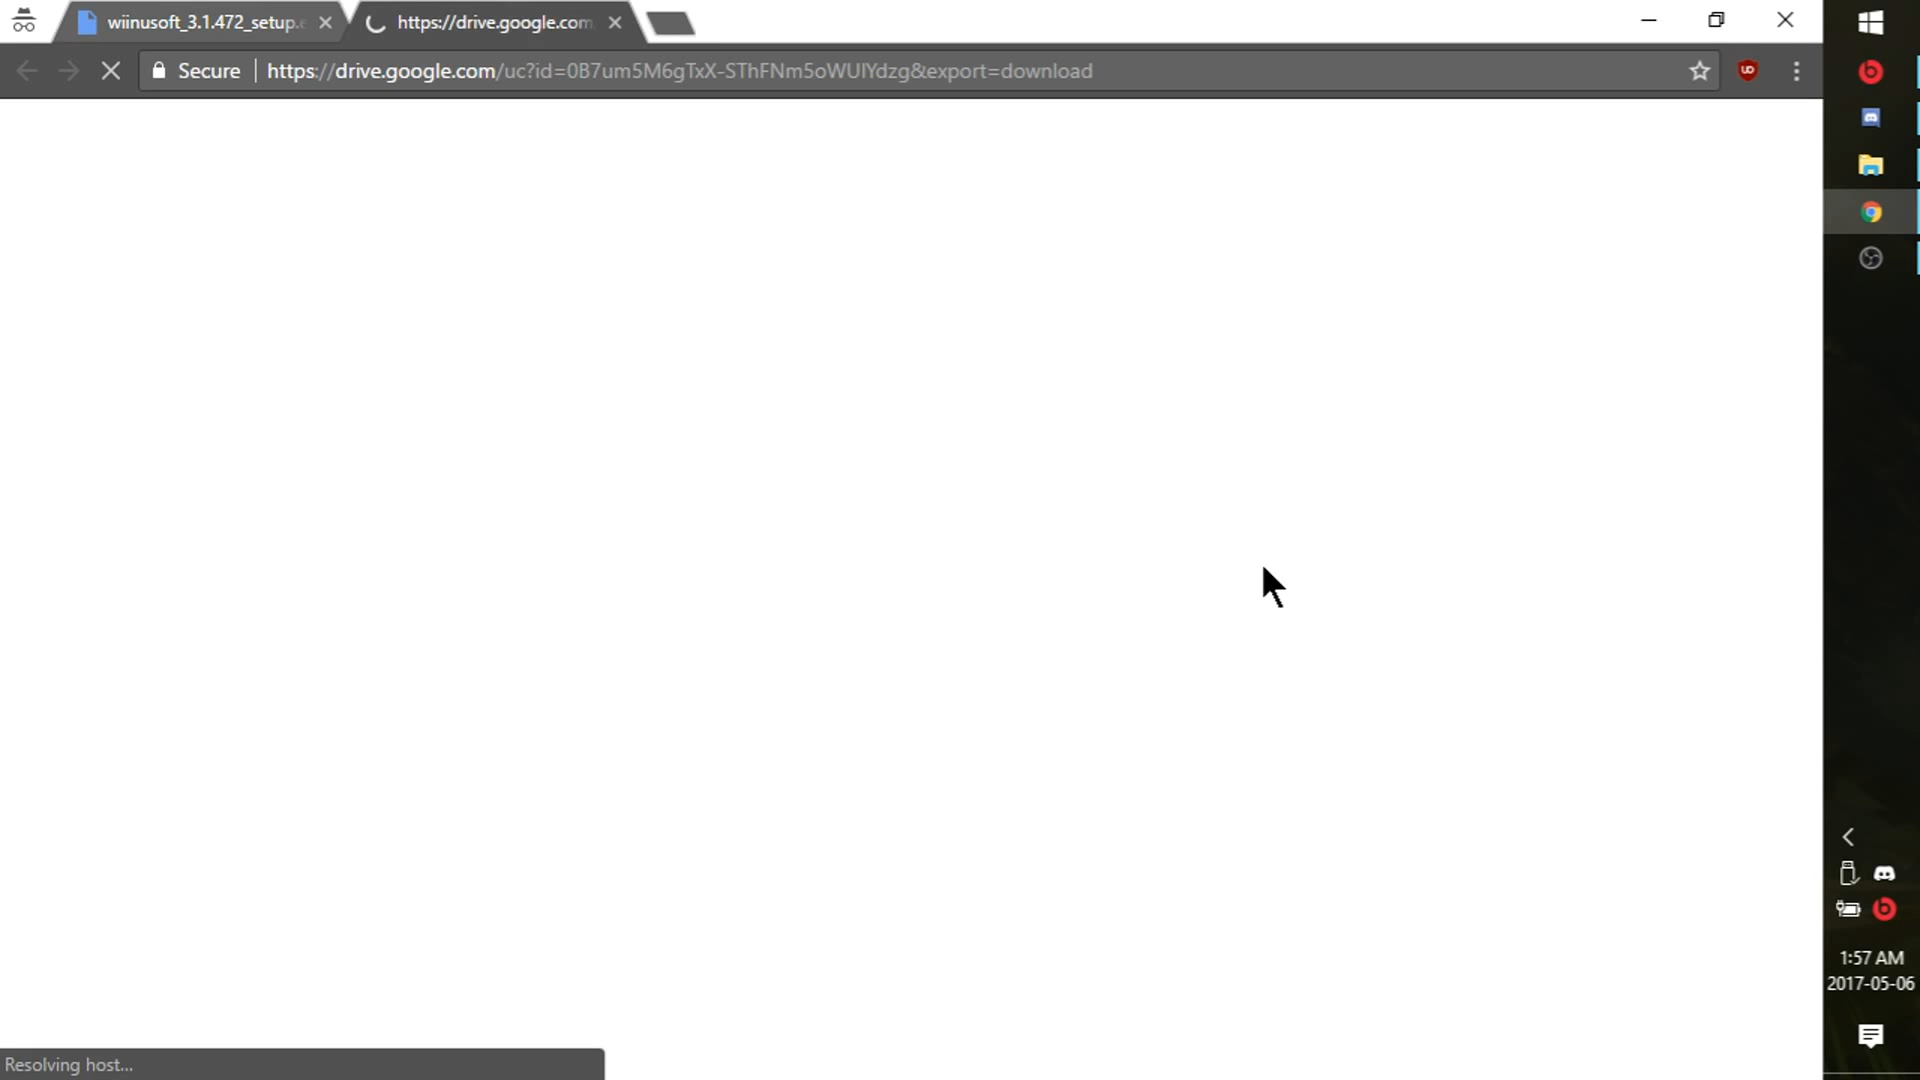 wiinusoft_3.1.472_setup.e
https://drive.google.com
Secure
https://drive.google.com/uc?id=0B7um5M6gTxX-SThFNm5oWUlYdzg&export=download
1:57 AM
2017-05-06
Resolving host...